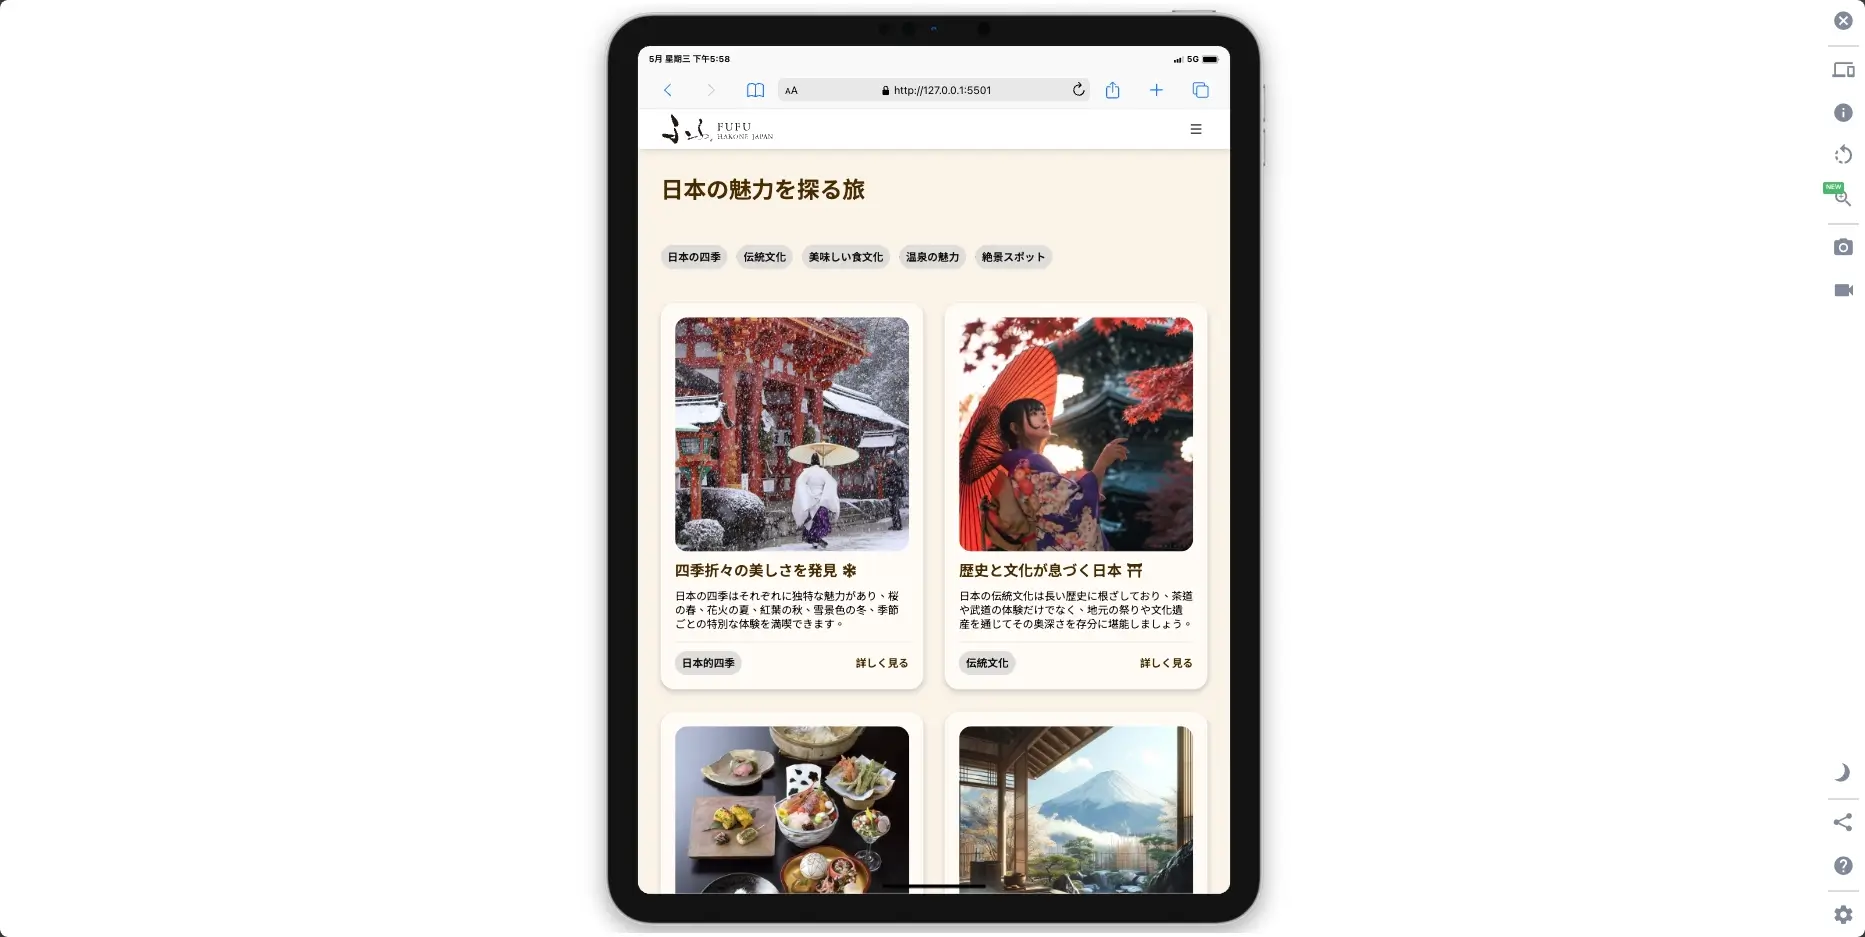 5月 星期三 下午5:58
5G
AA
http://127.0.0.1:5501
ふふ
FUFU
HAKONE JAPAN
日本の魅力を探る旅
日本の四季
伝統文化
美味しい食文化
温泉の魅力
絶景スポット
四季折々の美しさを発見
日本の四季はそれぞれに独特な魅力があり、桜
の春、花火の夏、紅葉の秋、雪景色の冬、季節
ごとの特別な体験を満喫できます。
日本的四季
詳しく見る
歴史と文化が息づく日本
日本の伝統文化は長い歴史に根ざしており、茶道
や武道の体験だけでなく、地元の祭りや文化遺
産を通じてその奥深さを存分に堪能しましょう。
伝統文化
詳しく見る
NEW